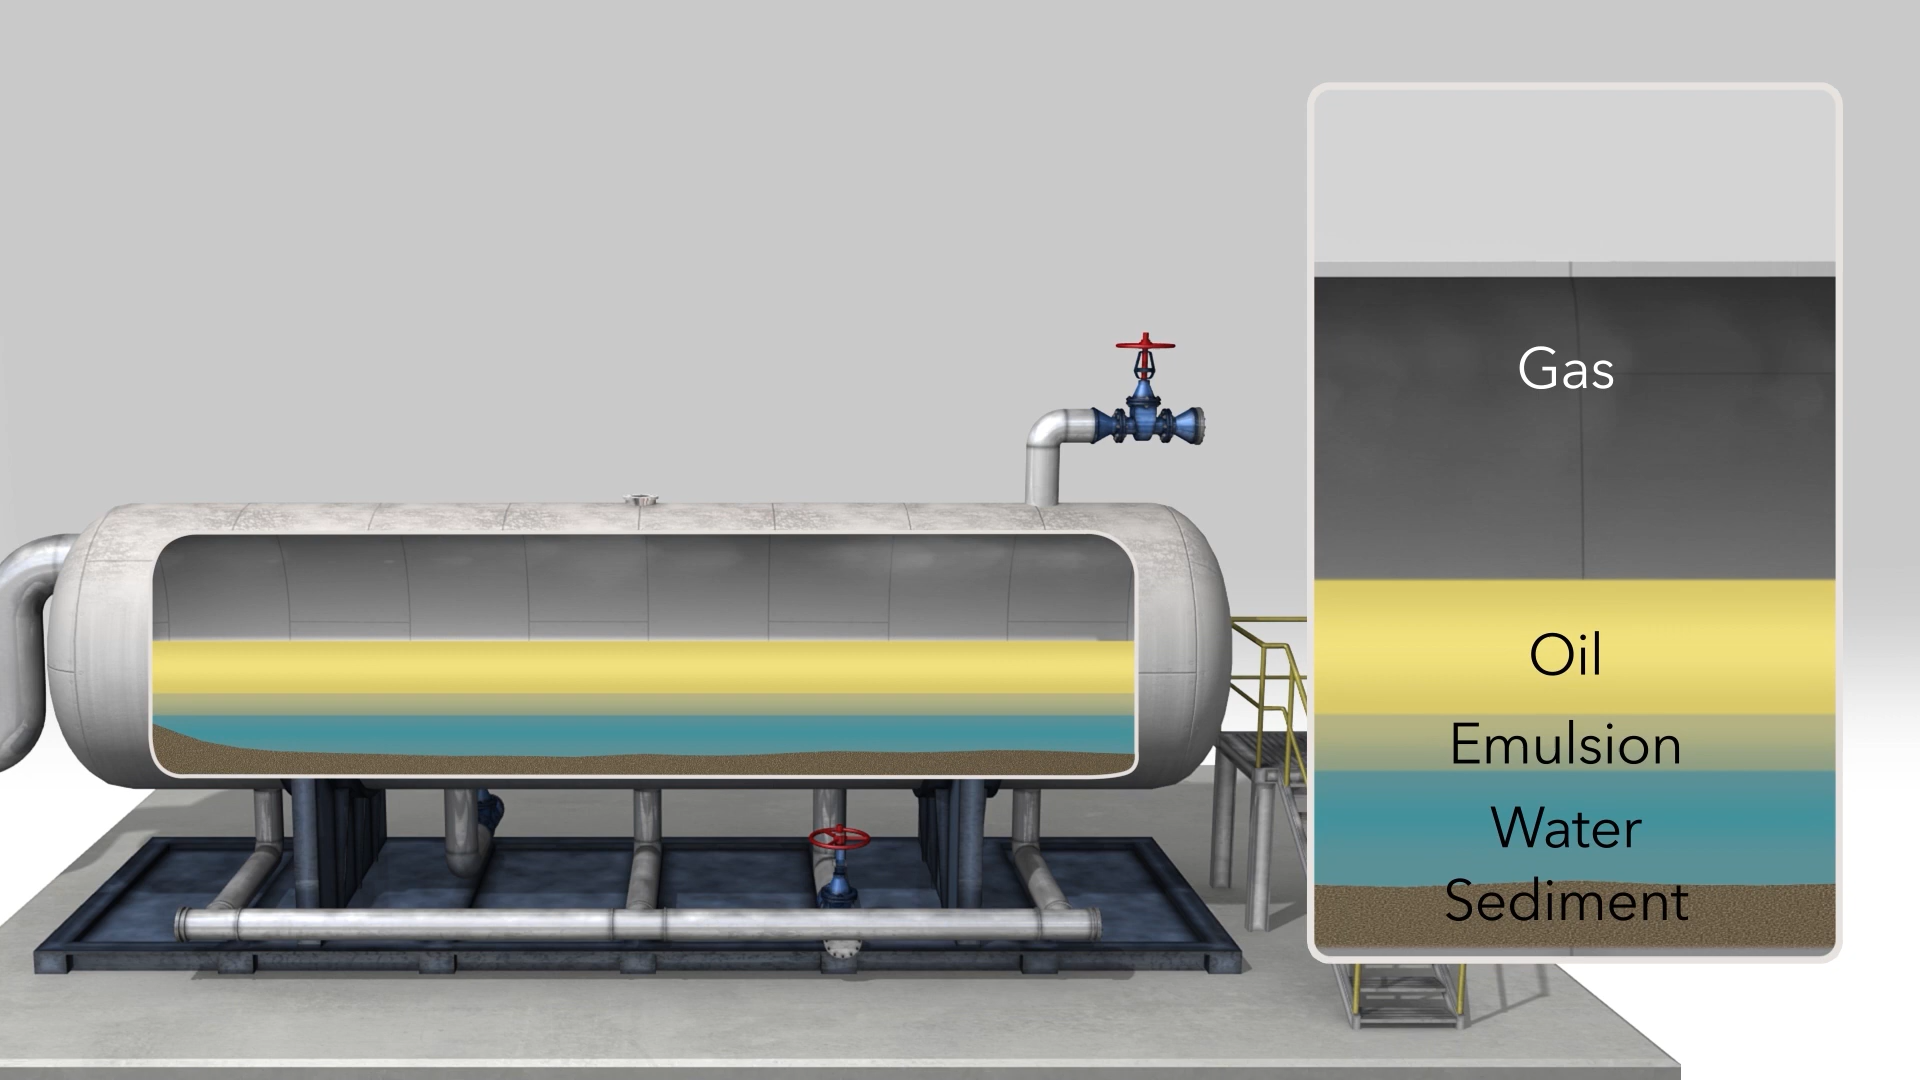 Gas
Oil
Emulsion
Water
Sediment